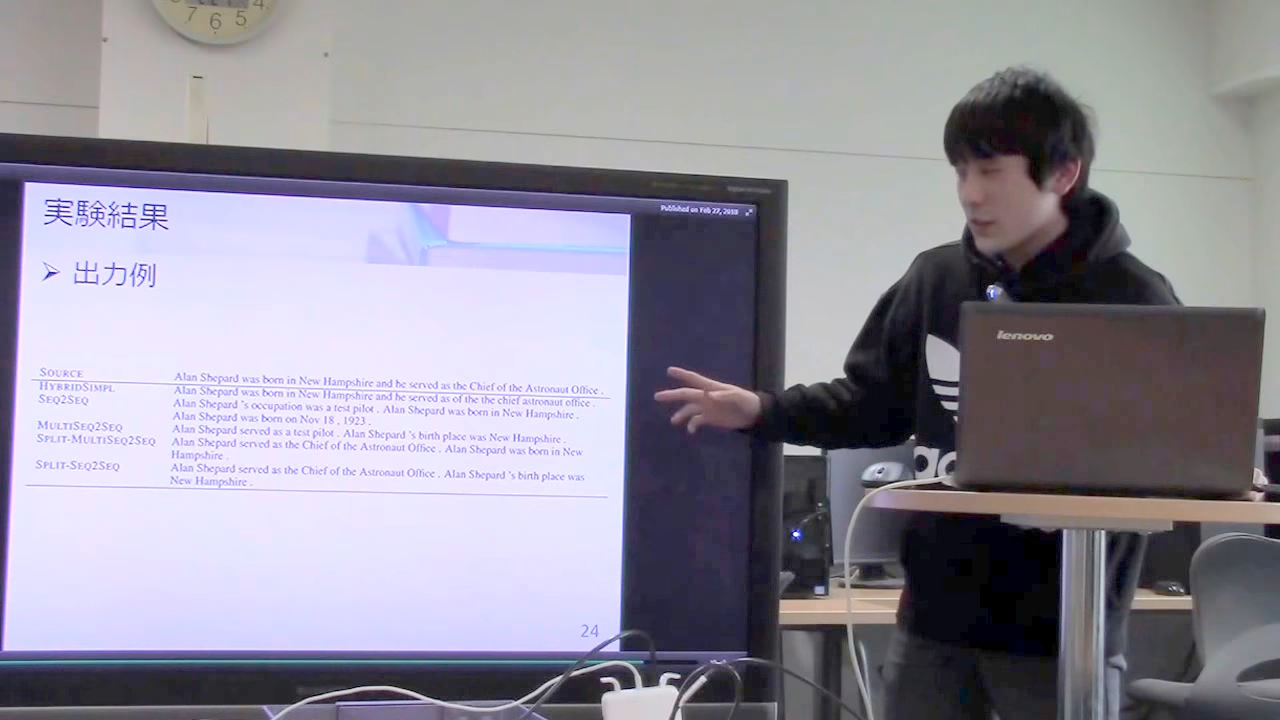 7 6 5 4
Published on Feb 27, 2018
実験結果
➢ 出力例
SOURCE Alan Shepard was born in New Hampshire and he served as the Chief of the Astronaut Office .
HYBRIDSIMPL Alan Shepard was born in New Hampshire and he served as of the the chief astronaut office .
SEQ2SEQ Alan Shepard 's occupation was a test pilot . Alan Shepard was born in New Hampshire .
Alan Shepard was born on Nov 18 , 1923 .
MULTISEQ2SEQ Alan Shepard served as a test pilot . Alan Shepard 's birth place was New Hampshire .
SPLIT-MULTISEQ2SEQ Alan Shepard served as the Chief of the Astronaut Office . Alan Shepard was born in New
Hampshire .
SPLIT-SEQ2SEQ Alan Shepard served as the Chief of the Astronaut Office . Alan Shepard 's birth place was
New Hampshire .
24
lenovo